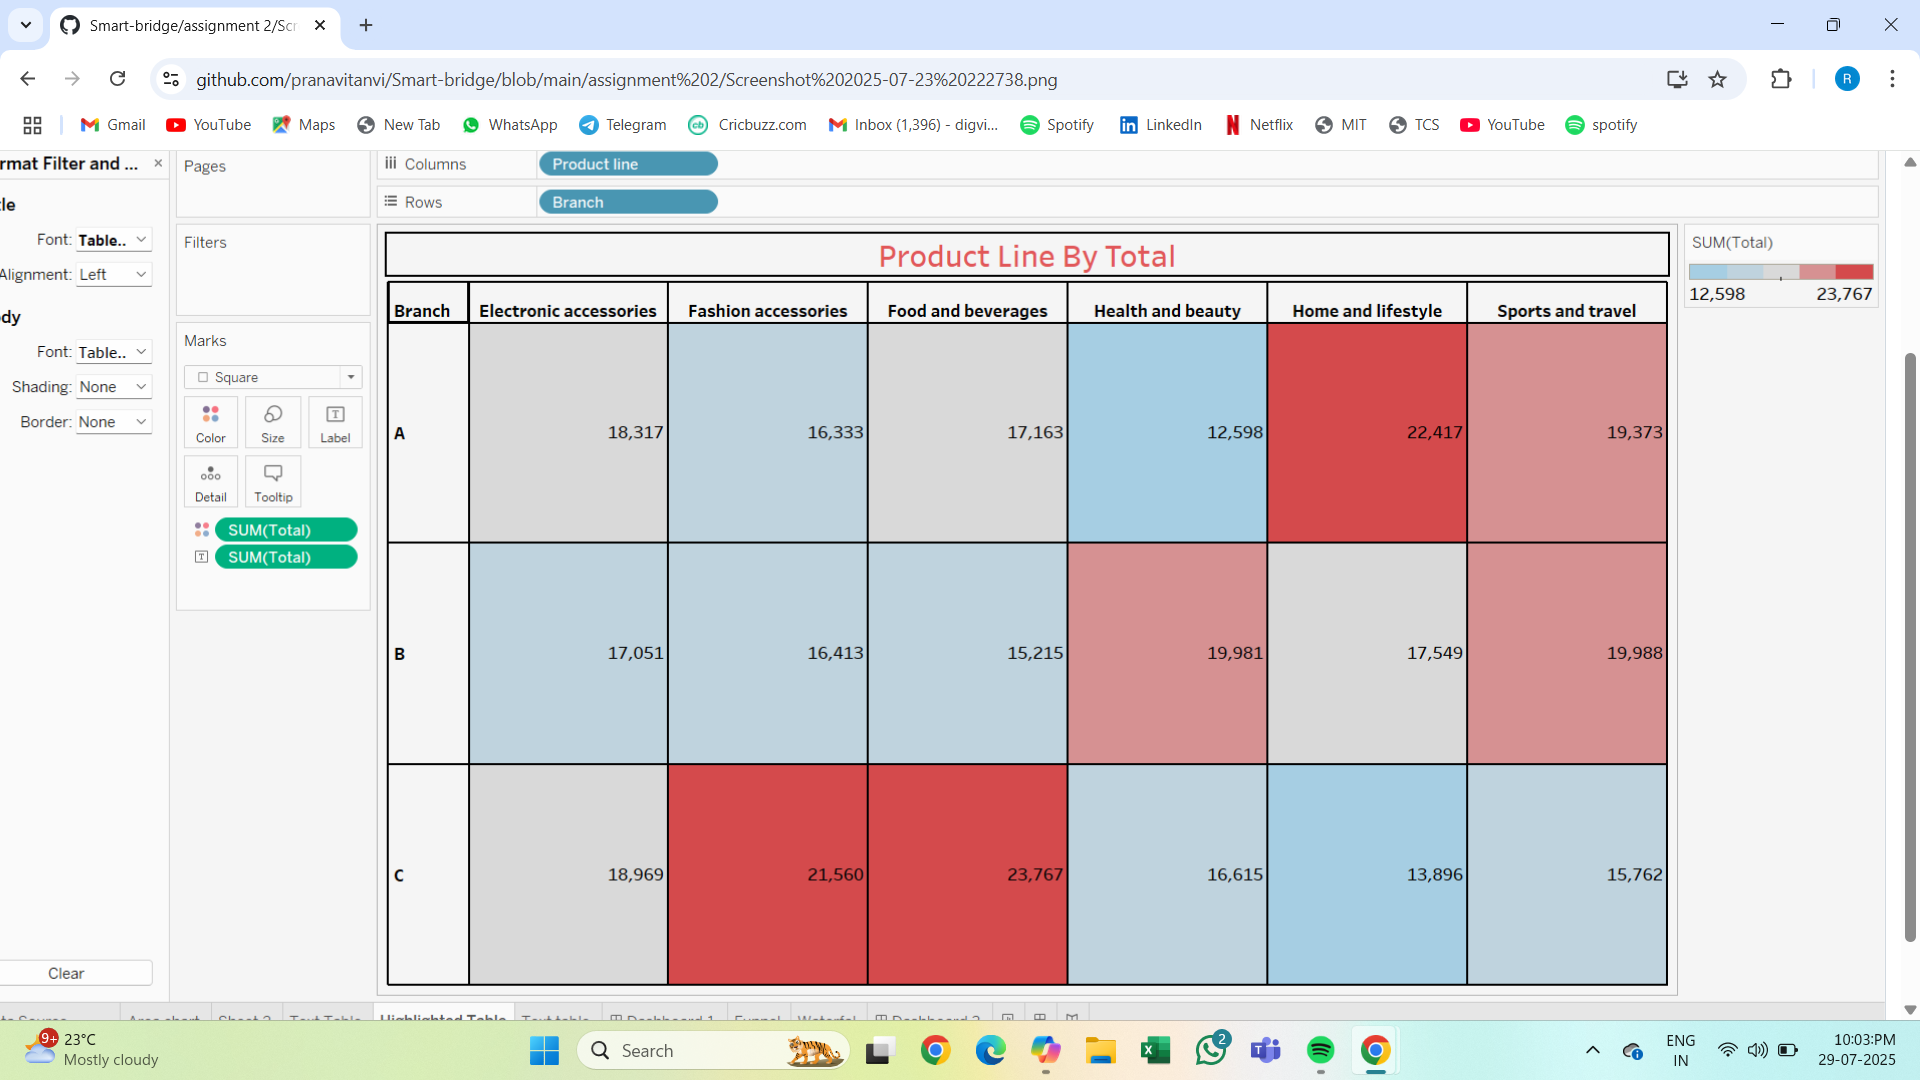 Smart-bridge/assignment 2/Scr
github.com/pranavitanvi/Smart-bridge/blob/main/assignment%202/Screenshot%202025-07-23%20222738.png
R
Gmail YouTube Maps New Tab WhatsApp Telegram Cricbuzz.com Inbox (1,396) - digvi... Spotify LinkedIn Netflix MIT TCS YouTube spotify
rmat Filter and ...
le
Font: Table..
Alignment: Left
dy
Font: Table..
Shading: None
Border: None
Clear
Pages
Filters
Marks
Square
Color Size Label
Detail Tooltip
SUM(Total)
SUM(Total)
Columns Product line
Rows Branch
Product Line By Total
Branch Electronic accessories Fashion accessories Food and beverages Health and beauty Home and lifestyle Sports and travel
A 18,317 16,333 17,163 12,598 22,417 19,373
B 17,051 16,413 15,215 19,981 17,549 19,988
C 18,969 21,560 23,767 16,615 13,896 15,762
SUM(Total)
12,598 23,767
Area chart Sheet 2 Text Table Highlighted Table Text table Dashboard 1 Funnel Waterfal Dashboard 2
9+
23°C
Mostly cloudy
Search
2
ENG
IN
10:03:PM
29-07-2025